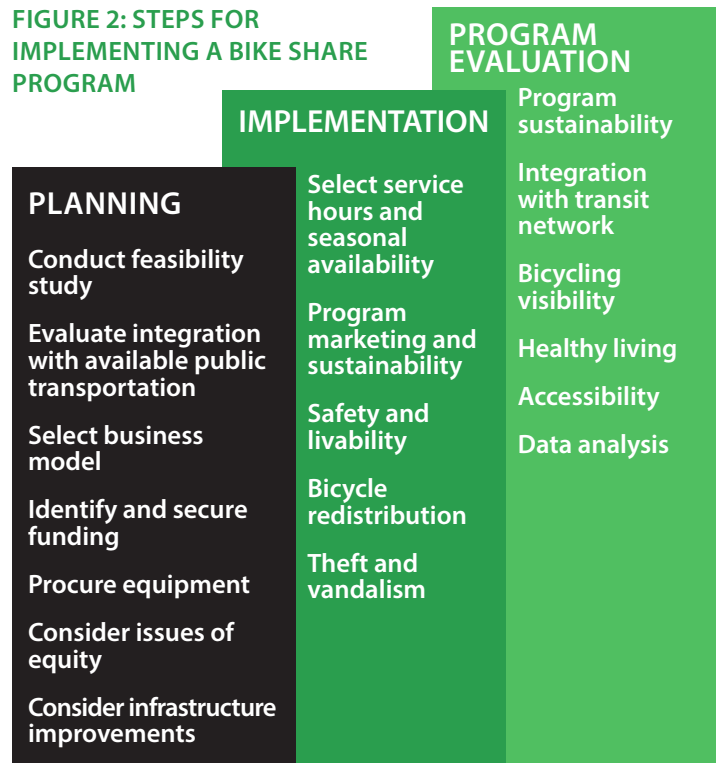 FIGURE 2: STEPS FOR
IMPLEMENTING A BIKE SHARE
PROGRAM
PLANNING
Conduct feasibility
study
Evaluate integration
with available public
transportation
Select business
model
Identify and secure
funding
Procure equipment
Consider issues of
equity
Consider infrastructure
improvements
IMPLEMENTATION
Select service
hours and
seasonal
availability
Program
marketing and
sustainability
Safety and
livability
Bicycle
redistribution
Theft and
vandalism
PROGRAM
EVALUATION
Program
sustainability
Integration
with transit
network
Bicycling
visibility
Healthy living
Accessibility
Data analysis